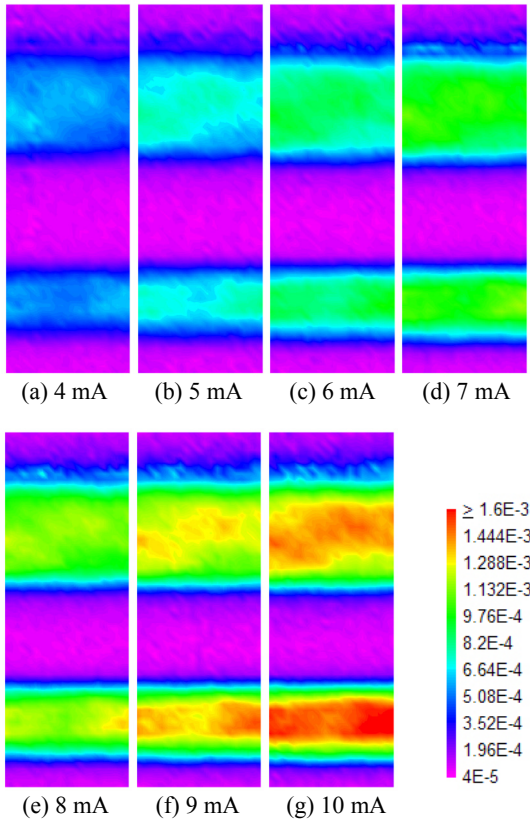 (a) 4 mA
(b) 5 mA
(c) 6 mA
(d) 7 mA
≥ 1.6E-3
1.444E-3
1.288E-3
1.132E-3
9.76E-4
8.2E-4
6.64E-4
5.08E-4
3.52E-4
1.96E-4
4E-5
(e) 8 mA
(f) 9 mA
(g) 10 mA